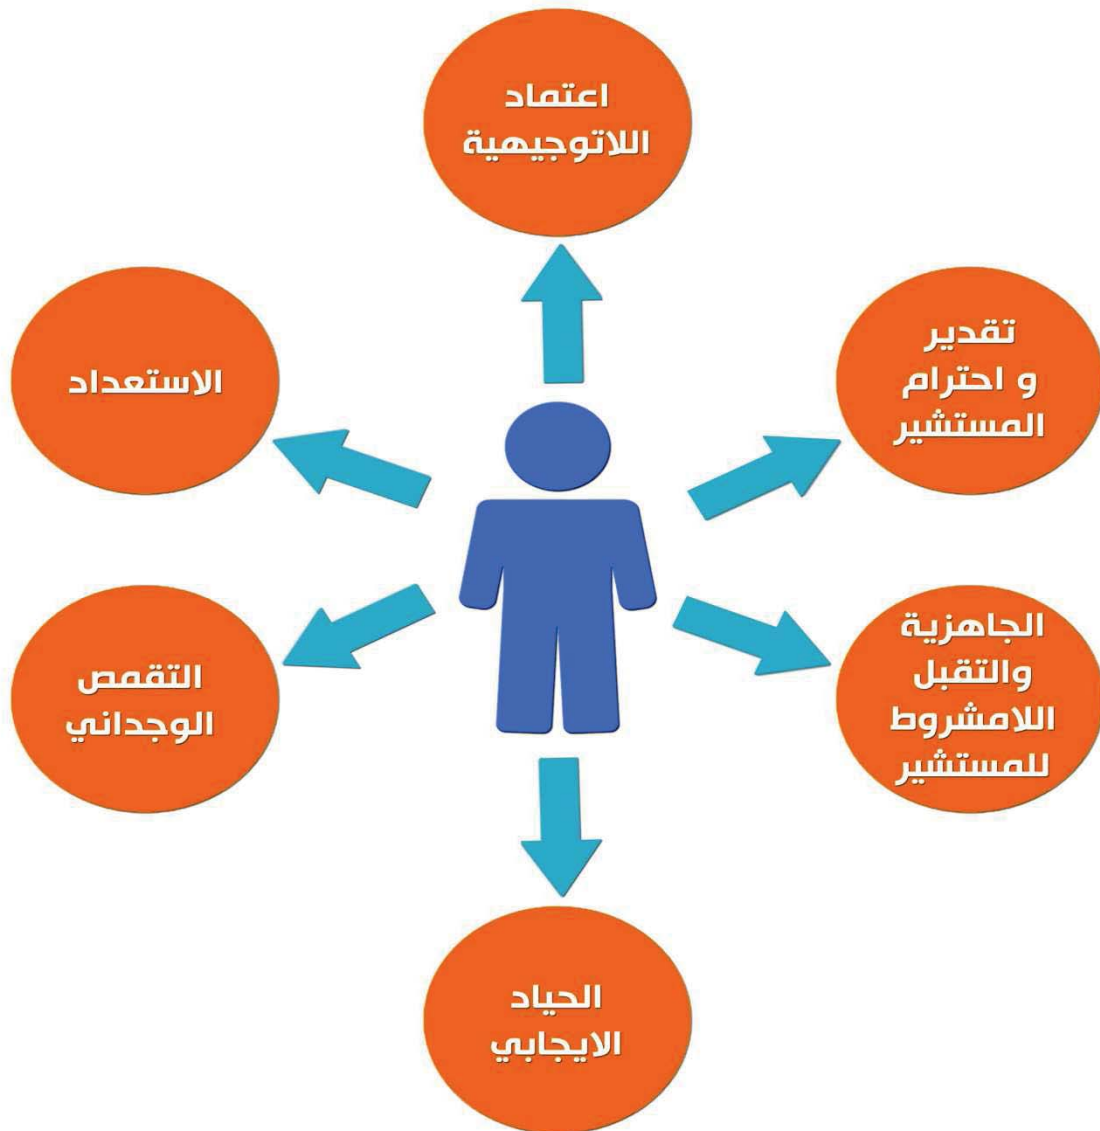 اعتماد
اللاتوجيهية
تقدير
و احترام
المستشير
الاستعداد
الجاهزية
والتقبل
اللامشروط
للمستشير
التقمص
الوجداني
الحياد
الايجابي